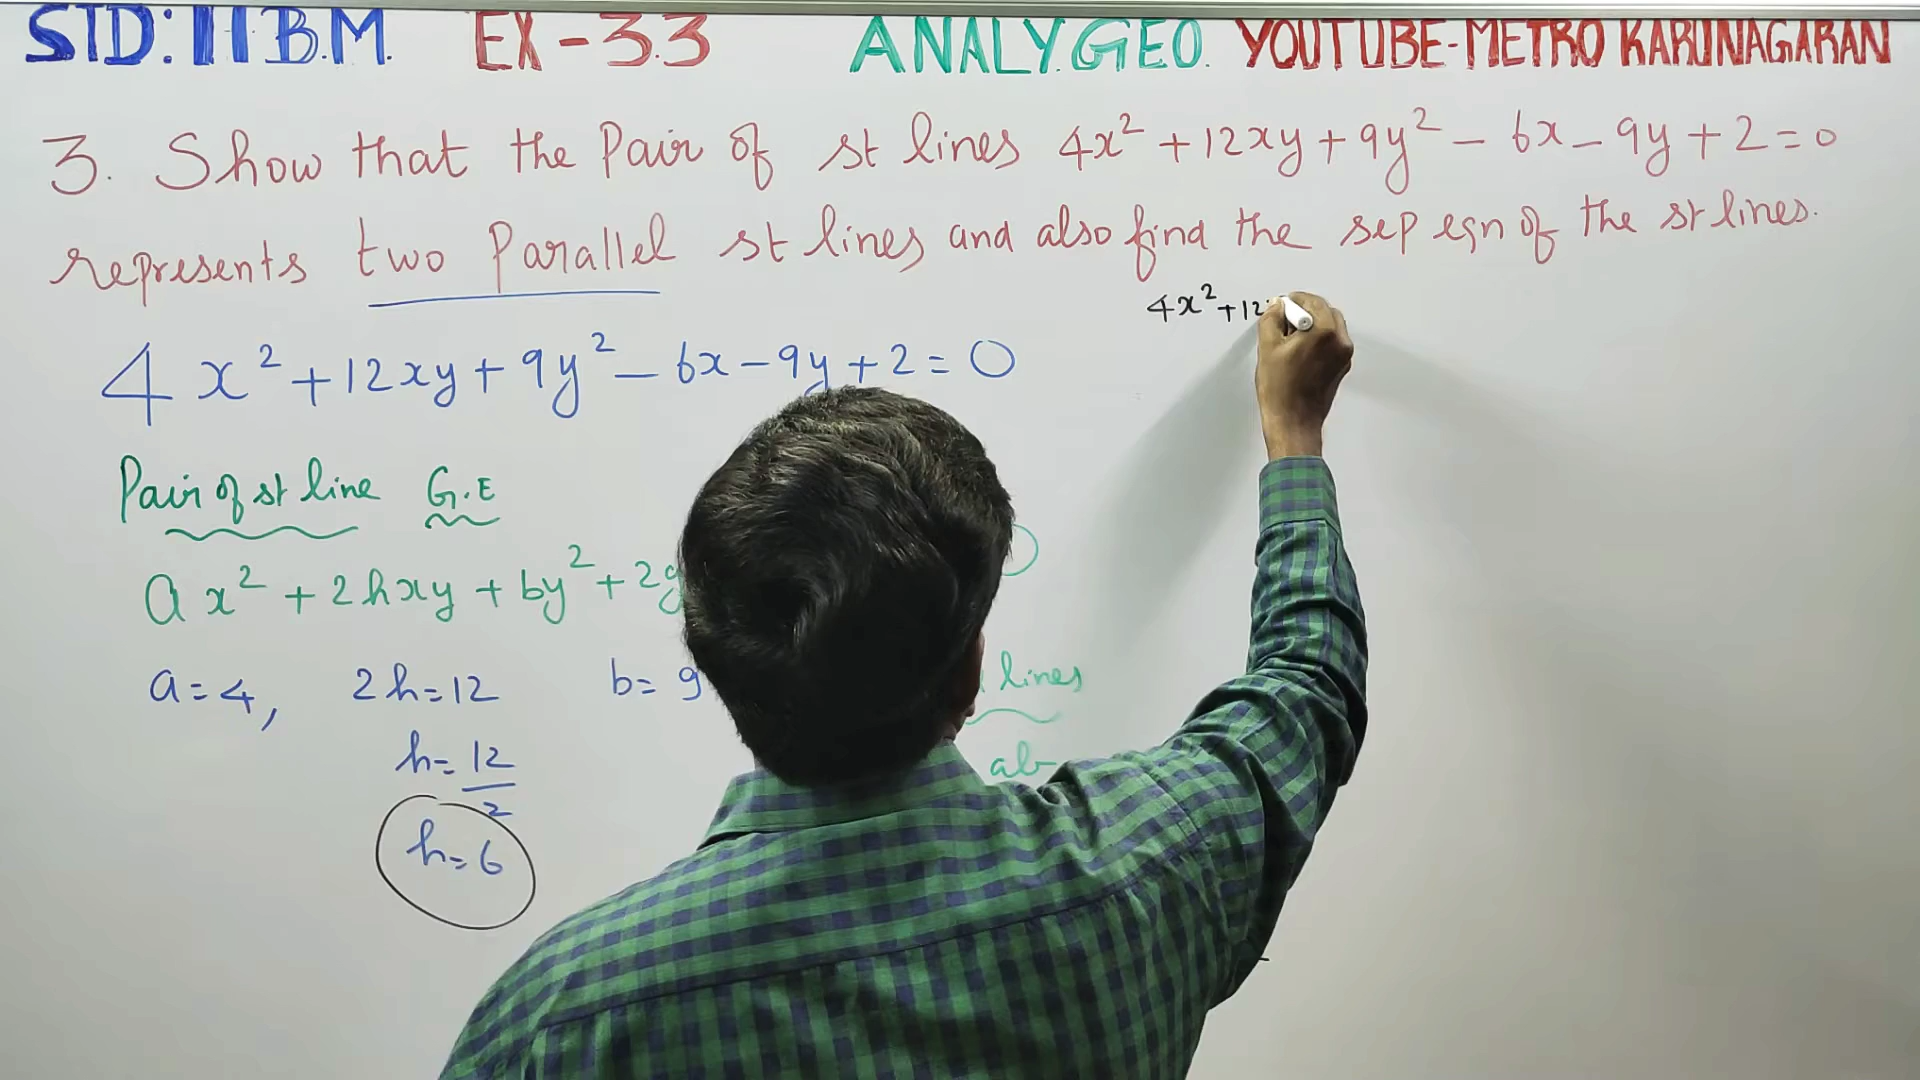 STD: 11 B.M. EX-3.3 ANALY.GEO. YOUTUBE-METRO KARUNAGARAN
3. Show that the Pair of st lines 4x²+12xy+9y²-6x-9y+2=0
represents two Parallel st lines and also find the sep eqn of the st lines.
4x²+12
4x²+12xy+9y²-6x-9y+2=0
Pair of st line G.E
ax²+2hxy+by²+2g
a=4, 2h=12 b=9 lines
h=12/2 ab
h=6